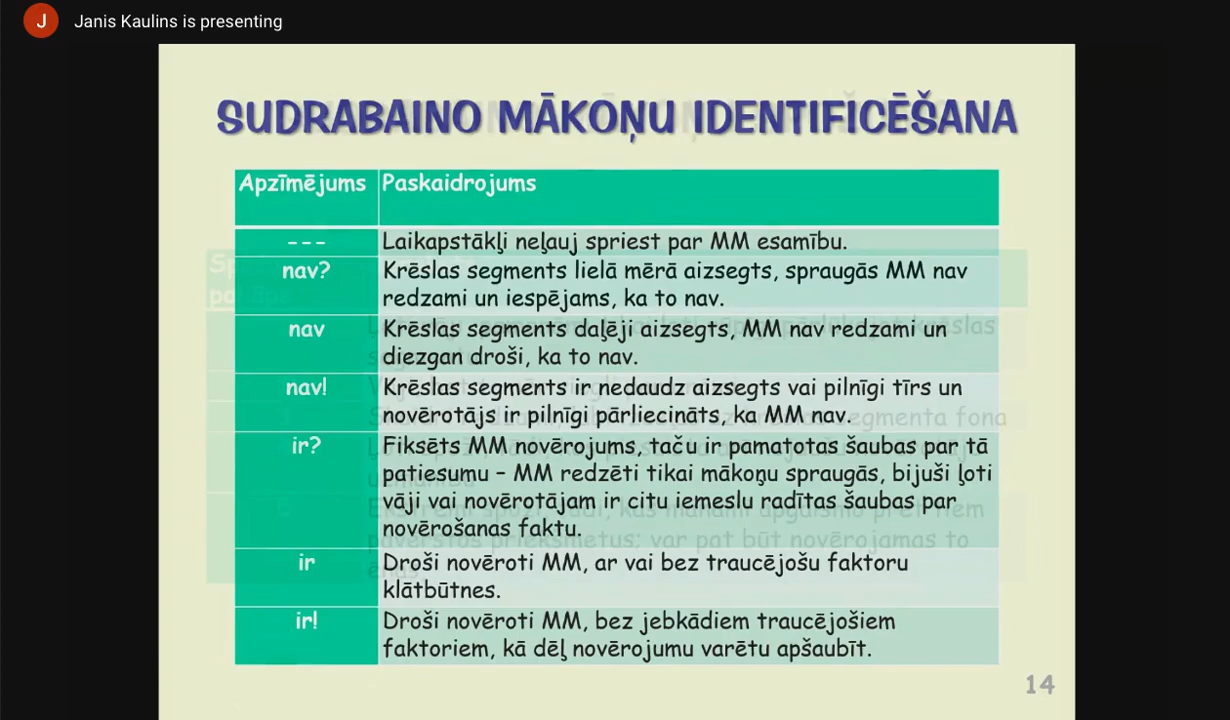 J
Janis Kaulins is presenting
SUDRABAINO MĀKOŅU IDENTIFICĒŠANA
Apzīmējums Paskaidrojums
--- Laikapstākļi neļauj spriest par MM esamību.
nav? Krēslas segments lielā mērā aizsegts, spraugās MM nav
redzami un iespējams, ka to nav.
nav Krēslas segments daļēji aizsegts, MM nav redzami un
diezgan droši, ka to nav.
nav! Krēslas segments ir nedaudz aizsegts vai pilnīgi tīrs un
novērotājs ir pilnīgi pārliecināts, ka MM nav.
ir? Fiksēts MM novērojums, taču ir pamatotas šaubas par tā
patiesumu – MM redzēti tikai mākoņu spraugās, bijuši ļoti
vāji vai novērotājam ir citu iemeslu radītas šaubas par
novērošanas faktu.
ir Droši novēroti MM, ar vai bez traucējošu faktoru
klātbūtnes.
ir! Droši novēroti MM, bez jebkādiem traucējošiem
faktoriem, kā dēļ novērojumu varētu apšaubīt.
14